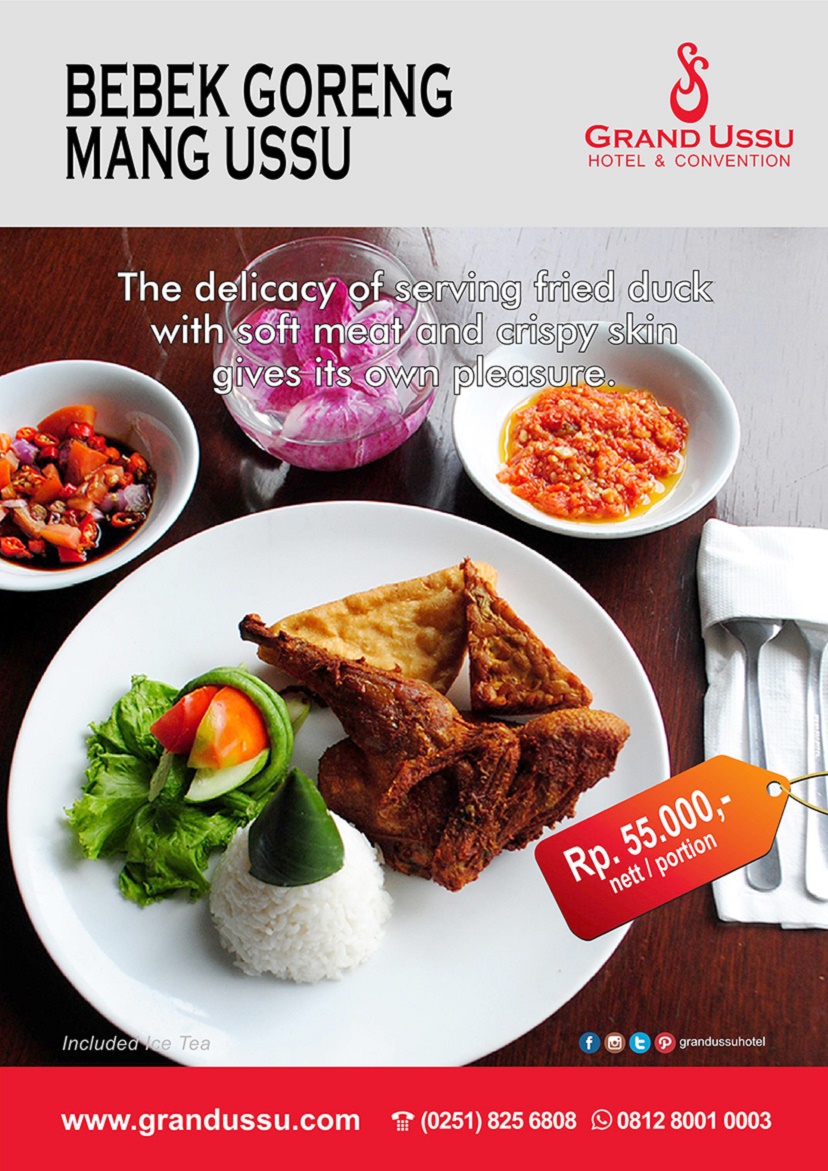 BEBEK GORENG
MANG USSU
GRAND USSU
HOTEL & CONVENTION
The delicacy of serving fried duck
with soft meat and crispy skin
gives its own pleasure.
Rp. 55.000,-
nett / portion
Included Ice Tea
grandussuhotel
www.grandussu.com (0251) 825 6808 0812 8001 0003